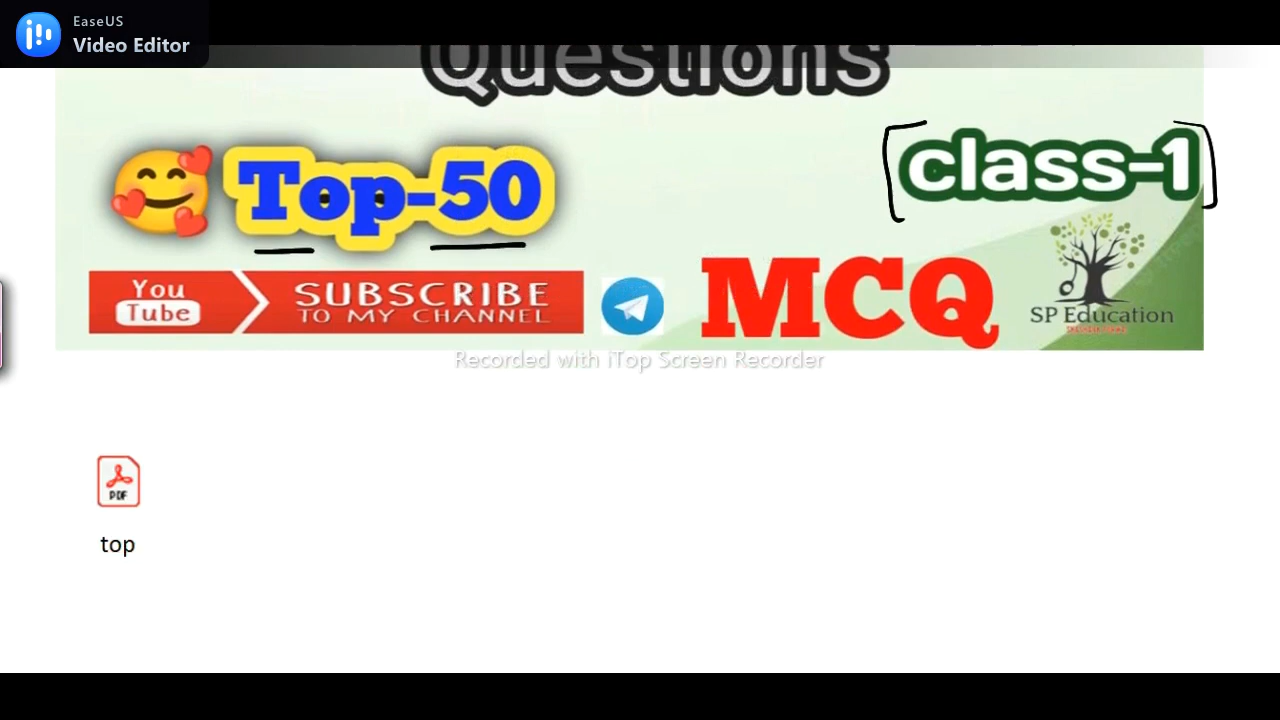 EaseUS
Video Editor
Questions
Top-50
class-1
You
Tube
SUBSCRIBE
TO MY CHANNEL
MCQ
SP Education
Recorded with iTop Screen Recorder
PDF
top